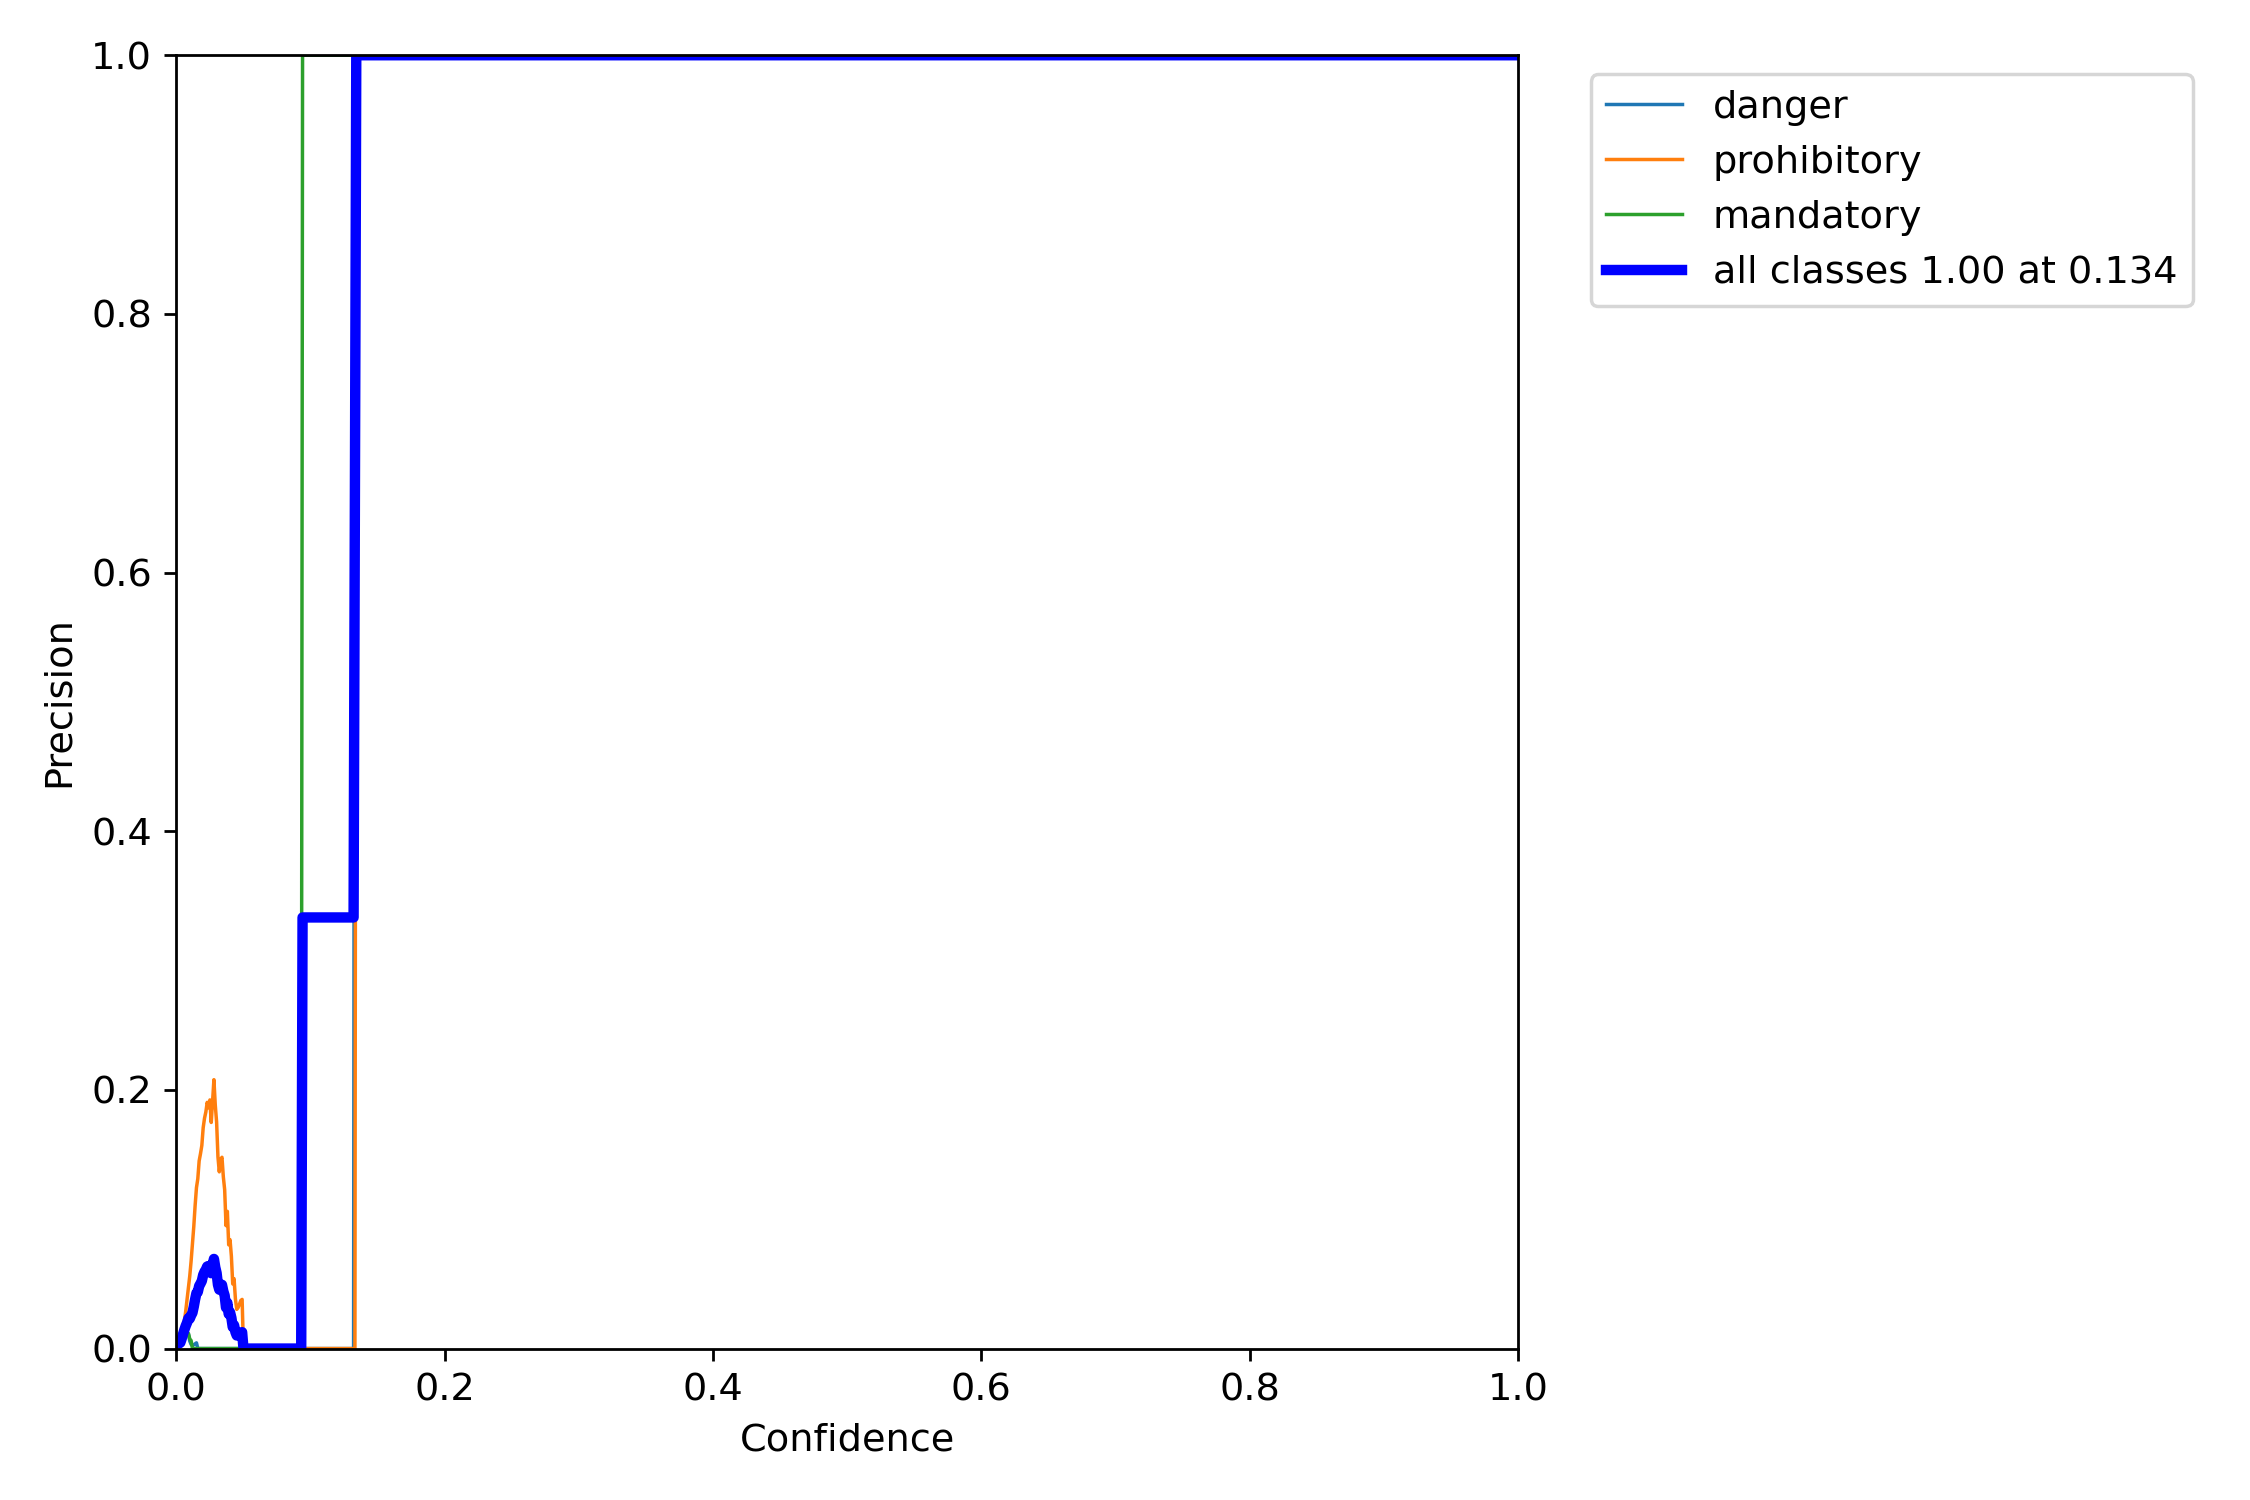 1.0
0.8
0.6
0.4
0.2
0.0
Precision
0.0 0.2 0.4 0.6 0.8 1.0
Confidence
danger
prohibitory
mandatory
all classes 1.00 at 0.134